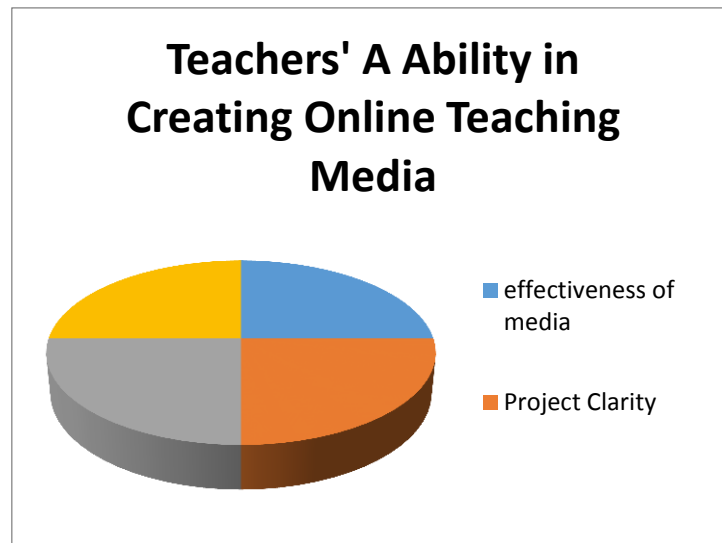 Teachers' A Ability in
Creating Online Teaching
Media
effectiveness of
media
Project Clarity